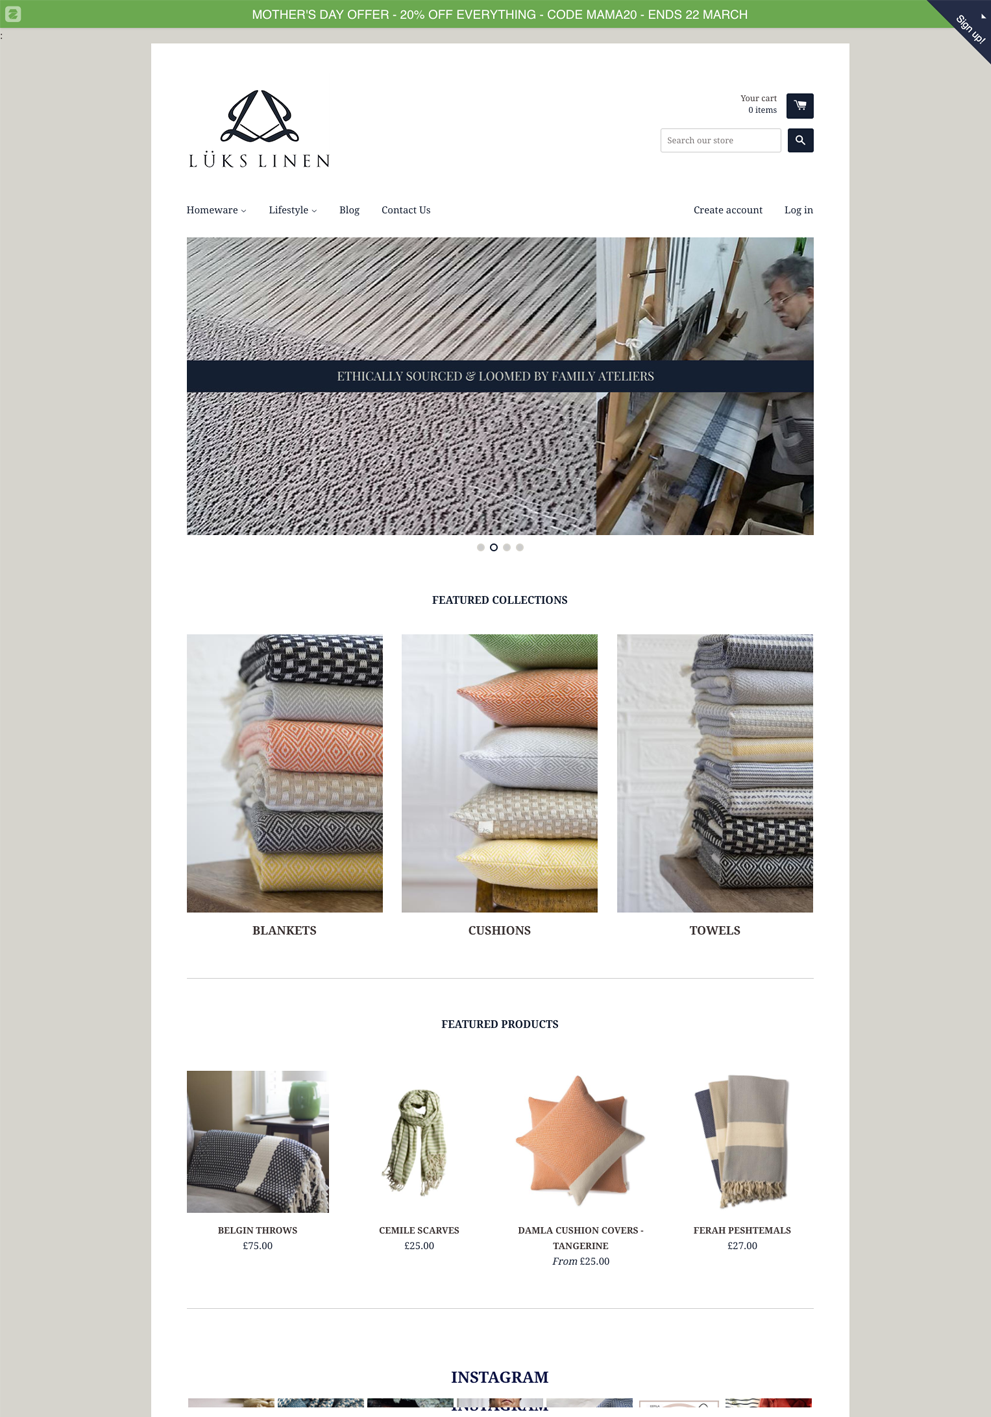 MOTHER'S DAY OFFER - 20% OFF EVERYTHING - CODE MAMA20 - ENDS 22 MARCH
Sign up!
:
LÜKS LINEN
Your cart
0 items
Search our store
Homeware
Lifestyle
Blog
Contact Us
Create account
Log in
ETHICALLY SOURCED & LOOMED BY FAMILY ATELIERS
FEATURED COLLECTIONS
BLANKETS
CUSHIONS
TOWELS
FEATURED PRODUCTS
BELGIN THROWS
£75.00
CEMILE SCARVES
£25.00
DAMLA CUSHION COVERS -
TANGERINE
From £25.00
FERAH PESHTEMALS
£27.00
INSTAGRAM
INSTAGRAM